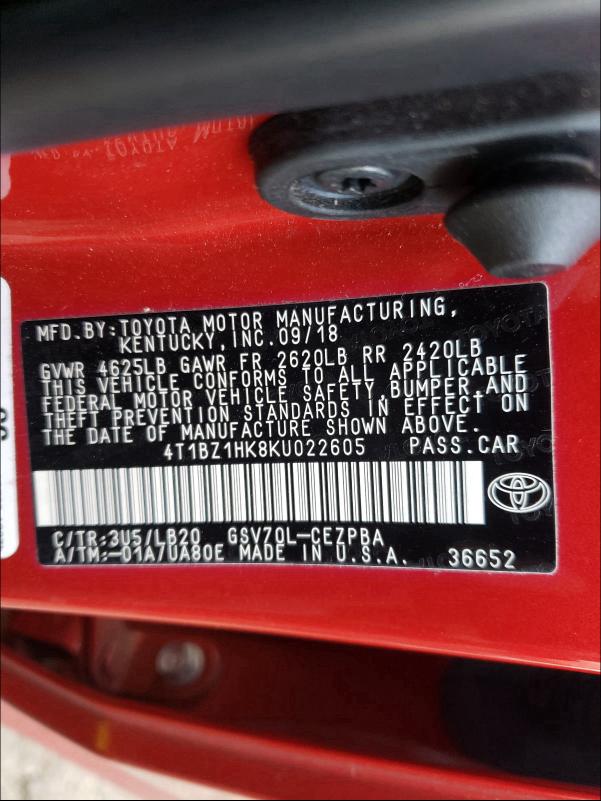 MFD.BY:TOYOTA MOTOR MANUFACTURING,
KENTUCKY,INC.09/18
GVWR 4625LB GAWR FR 2620LB RR 2420LB
THIS VEHICLE CONFORMS TO ALL APPLICABLE
FEDERAL MOTOR VEHICLE SAFETY,BUMPER,AND
THEFT PREVENTION STANDARDS IN EFFECT ON
THE DATE OF MANUFACTURE SHOWN ABOVE.
4T1BZ1HK8KU022605 PASS.CAR
C/TR:3U5/LB20 GSV70L-CEZPBA
A/TM:-01A/UA80E MADE IN U.S.A. 36652